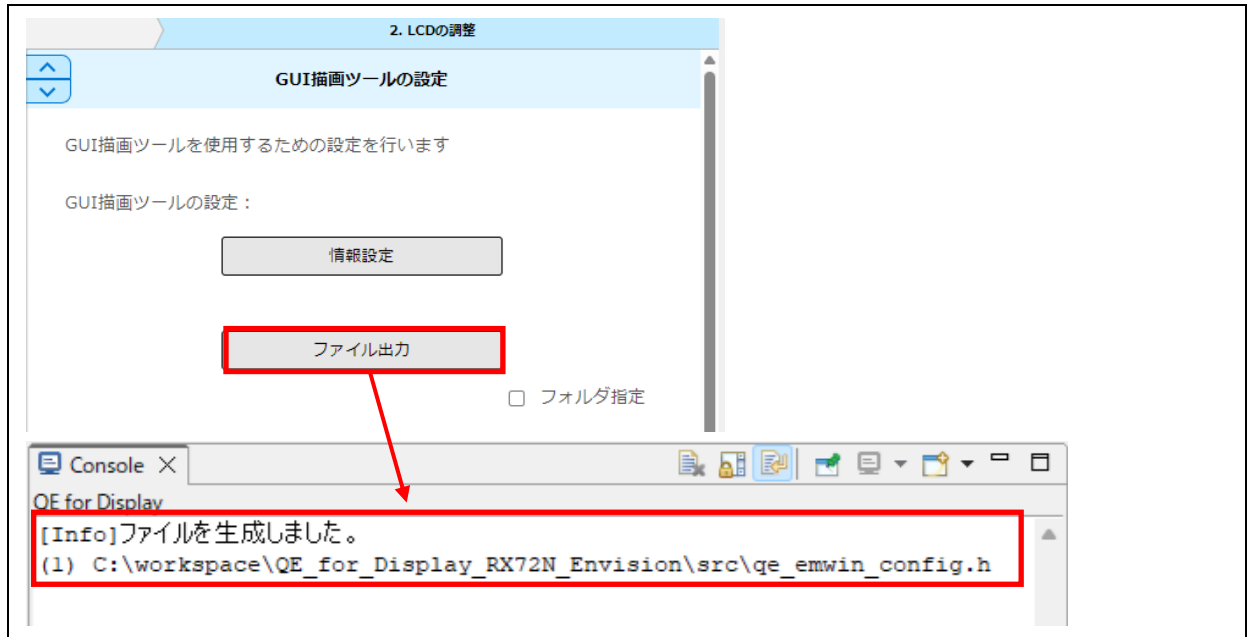 2. LCDの調整
GUI描画ツールの設定
GUI描画ツールを使用するための設定を行います
GUI描画ツールの設定：
情報設定
ファイル出力
フォルダ指定
Console
QE for Display
[Info]ファイルを生成しました。
(1) C:\workspace\QE_for_Display_RX72N_Envision\src\qe_emwin_config.h